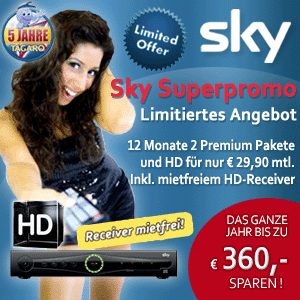 5 JAHRE
TAGARO
Limited
Offer
sky
Sky Superpromo
Limitiertes Angebot
12 Monate 2 Premium Pakete
und HD für nur € 29,90 mtl.
Inkl. mietfreiem HD-Receiver
HD
Receiver mietfrei!
sky
DAS GANZE
JAHR BIS ZU
€ 360,-
SPAREN !